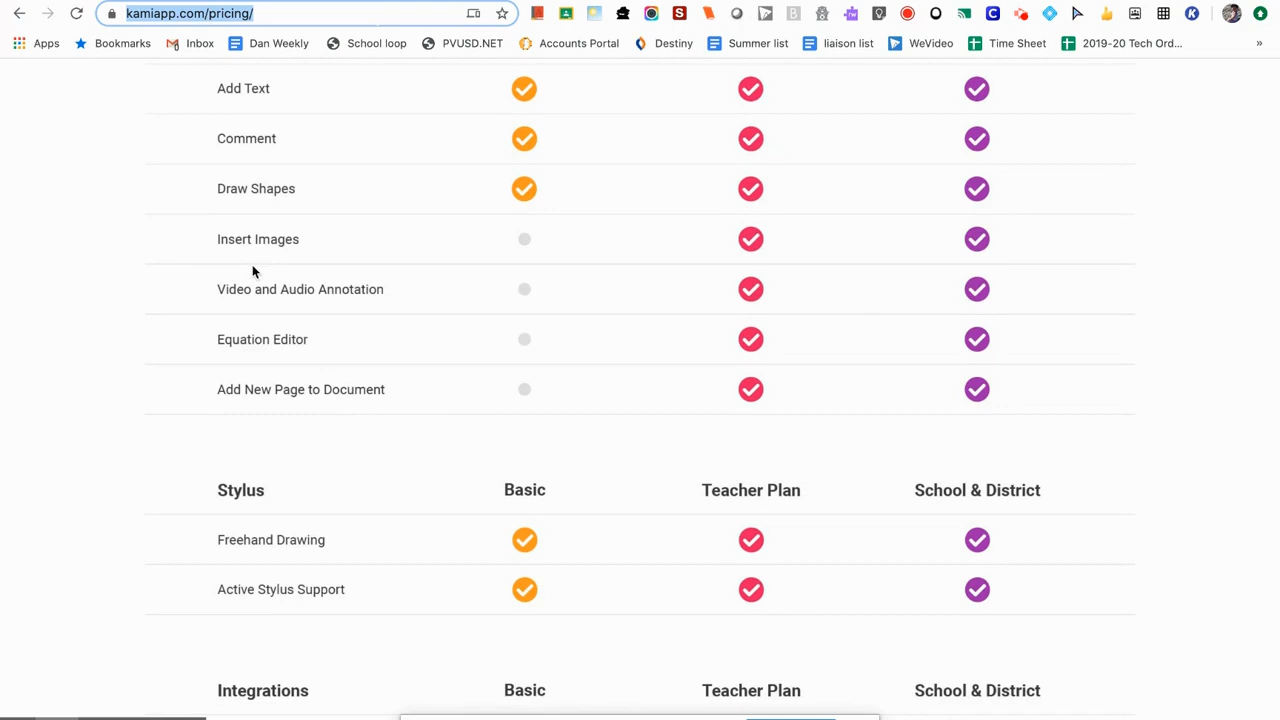 kamiapp.com/pricing/
Apps Bookmarks Inbox Dan Weekly School loop PVUSD.NET Accounts Portal Destiny Summer list liaison list WeVideo Time Sheet 2019-20 Tech Ord... »
Add Text
Comment
Draw Shapes
Insert Images
Video and Audio Annotation
Equation Editor
Add New Page to Document
Stylus Basic Teacher Plan School & District
Freehand Drawing
Active Stylus Support
Integrations Basic Teacher Plan School & District